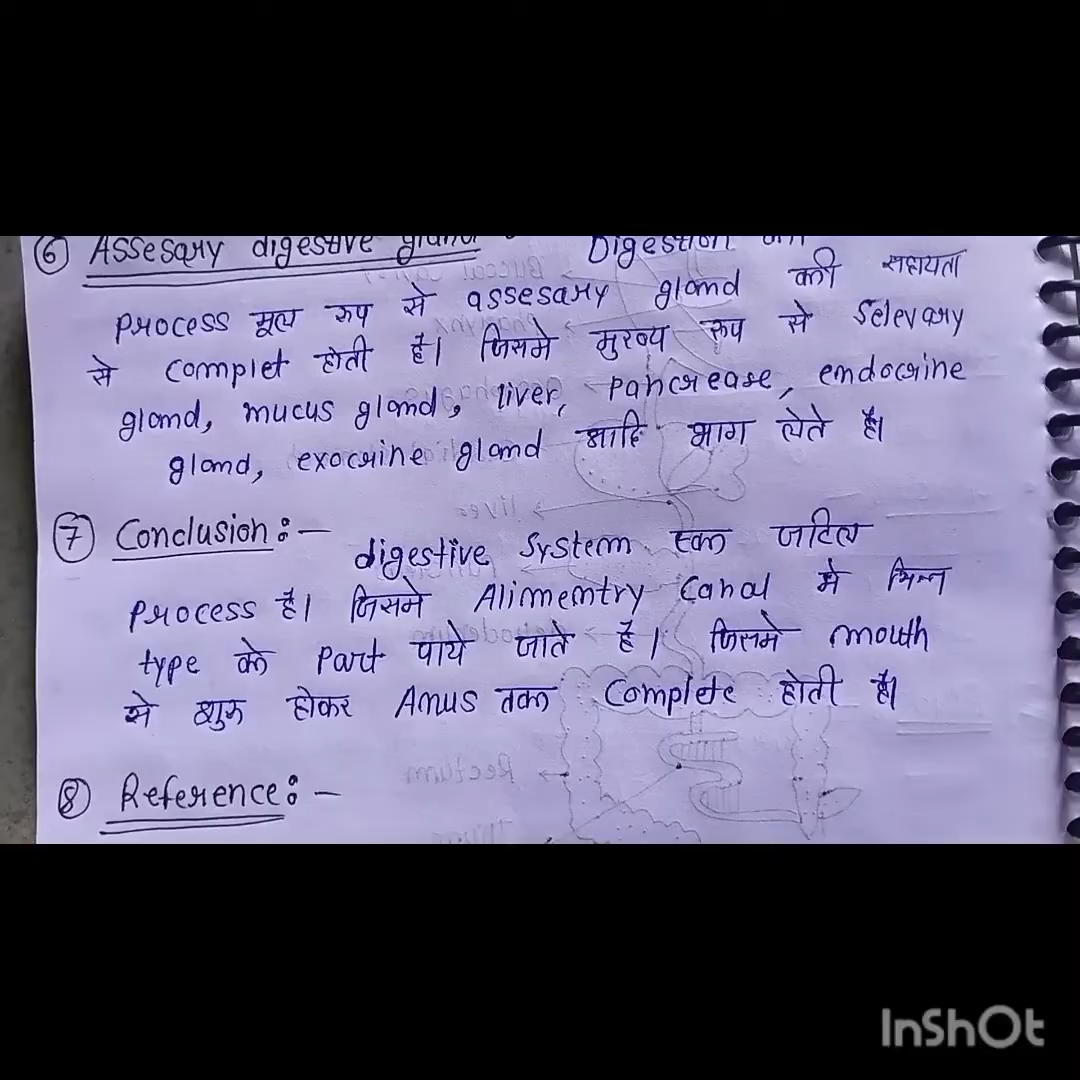 ⑥ Assesary digestive gland Digestion
process मूल रूप से assesary gland की सहायता
से complet होती है। जिसमे मुख्य रूप से Selevary
gland, mucus gland, liver, pancrease, endocrine
gland, exocrine gland आदि भाग लेते है।
⑦ Conclusion:-
digestive System एक जटिल
process है। जिसमे Alimentry Canal मे भिन्न
type के Part पाये जाते है। जिसमे mouth
से शुरू होकर Anus तक Complete होती है।
⑧ Reference:-
InShOt